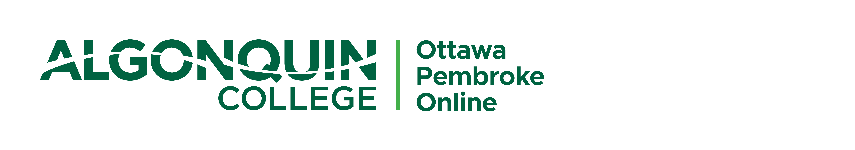 ALGONQUIN
COLLEGE
Ottawa
Pembroke
Online